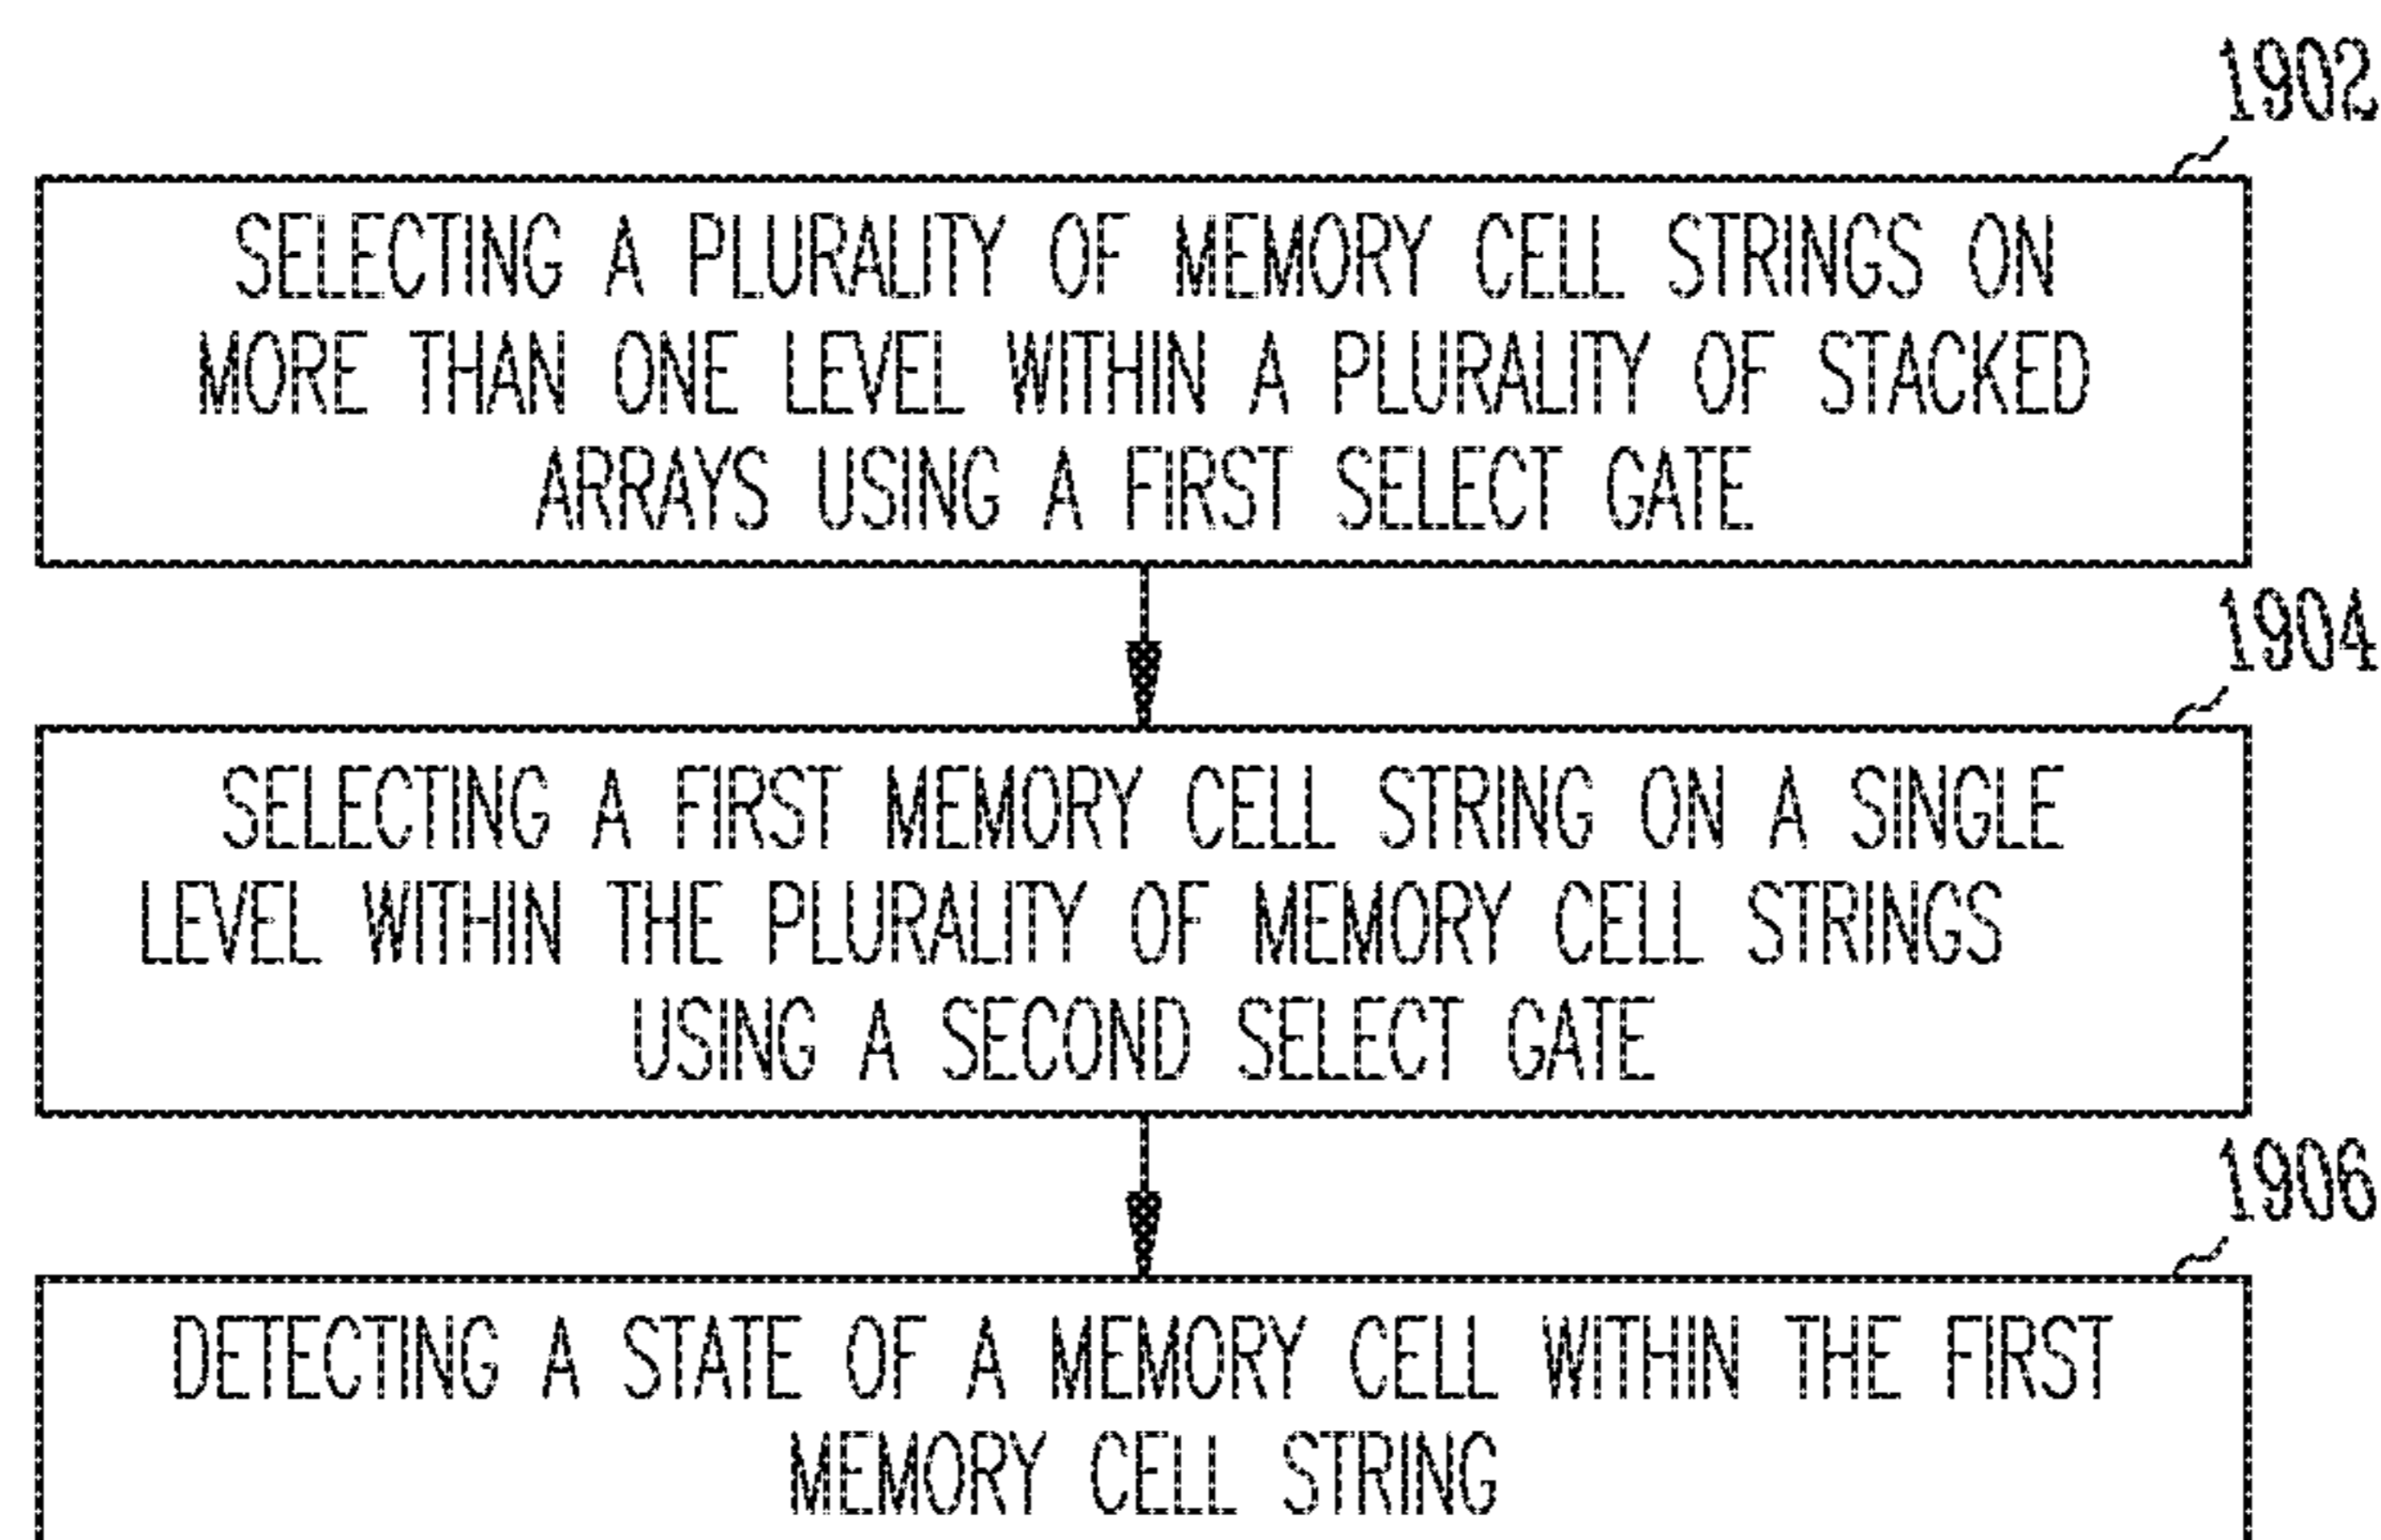 1902
SELECTING A PLURALITY OF MEMORY CELL STRINGS ON
MORE THAN ONE LEVEL WITHIN A PLURALITY OF STACKED
ARRAYS USING A FIRST SELECT GATE
1904
SELECTING A FIRST MEMORY CELL STRING ON A SINGLE
LEVEL WITHIN THE PLURALITY OF MEMORY CELL STRINGS
USING A SECOND SELECT GATE
1906
DETECTING A STATE OF A MEMORY CELL WITHIN THE FIRST
MEMORY CELL STRING